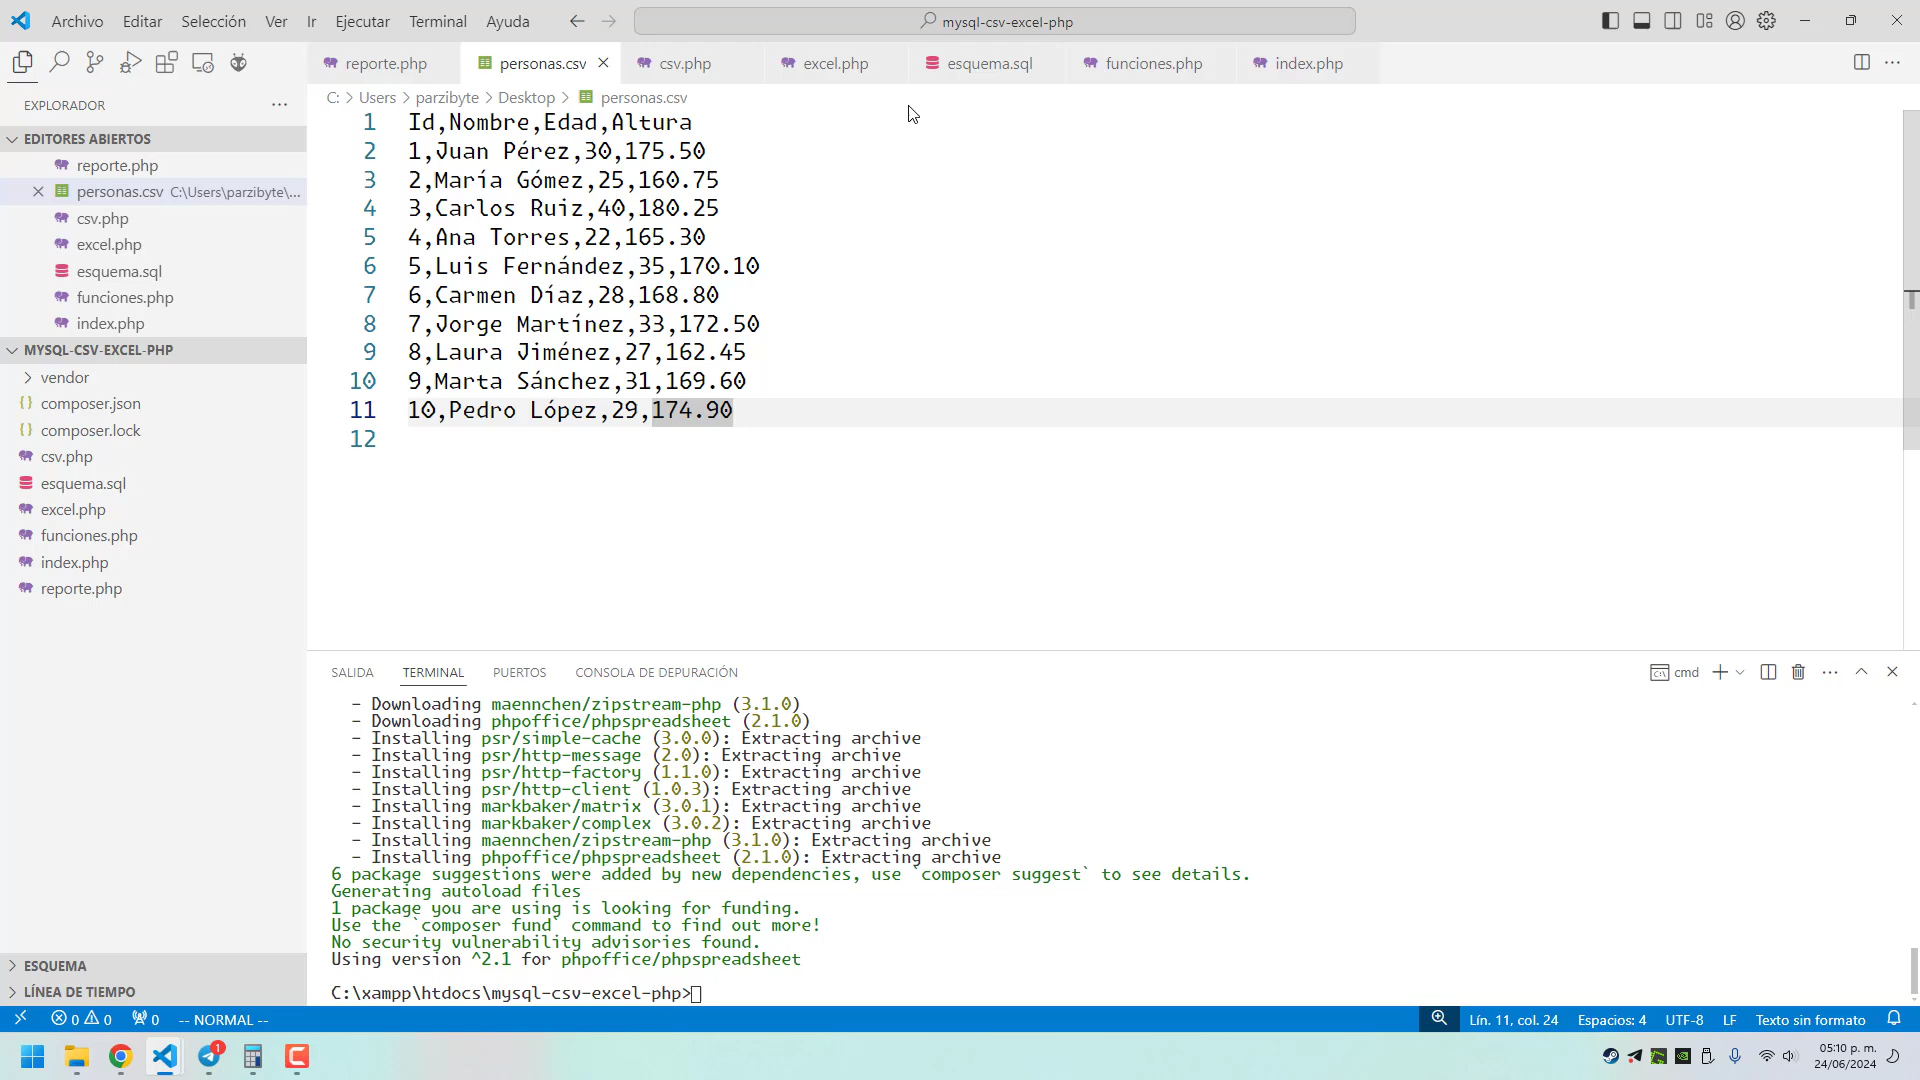 Archivo Editar Selección Ver Ir Ejecutar Terminal Ayuda
mysql-csv-excel-php
EXPLORADOR
EDITORES ABIERTOS
reporte.php
personas.csv C:\Users\parzibyte\...
csv.php
excel.php
esquema.sql
funciones.php
index.php
MYSQL-CSV-EXCEL-PHP
vendor
composer.json
composer.lock
csv.php
esquema.sql
excel.php
funciones.php
index.php
reporte.php
ESQUEMA
LÍNEA DE TIEMPO
reporte.php personas.csv csv.php excel.php esquema.sql funciones.php index.php
C: > Users > parzibyte > Desktop > personas.csv
1 Id,Nombre,Edad,Altura
2 1,Juan Pérez,30,175.50
3 2,María Gómez,25,160.75
4 3,Carlos Ruiz,40,180.25
5 4,Ana Torres,22,165.30
6 5,Luis Fernández,35,170.10
7 6,Carmen Díaz,28,168.80
8 7,Jorge Martínez,33,172.50
9 8,Laura Jiménez,27,162.45
10 9,Marta Sánchez,31,169.60
11 10,Pedro López,29,174.90
12
SALIDA TERMINAL PUERTOS CONSOLA DE DEPURACIÓN
cmd
- Downloading maennchen/zipstream-php (3.1.0)
- Downloading phpoffice/phpspreadsheet (2.1.0)
- Installing psr/simple-cache (3.0.0): Extracting archive
- Installing psr/http-message (2.0): Extracting archive
- Installing psr/http-factory (1.1.0): Extracting archive
- Installing psr/http-client (1.0.3): Extracting archive
- Installing markbaker/matrix (3.0.1): Extracting archive
- Installing markbaker/complex (3.0.2): Extracting archive
- Installing maennchen/zipstream-php (3.1.0): Extracting archive
- Installing phpoffice/phpspreadsheet (2.1.0): Extracting archive
6 package suggestions were added by new dependencies, use `composer suggest` to see details.
Generating autoload files
1 package you are using is looking for funding.
Use the `composer fund` command to find out more!
No security vulnerability advisories found.
Using version ^2.1 for phpoffice/phpspreadsheet
C:\xampp\htdocs\mysql-csv-excel-php>
0 0 0 -- NORMAL -- Lín. 11, col. 24 Espacios: 4 UTF-8 LF Texto sin formato
1
05:10 p. m.
24/06/2024